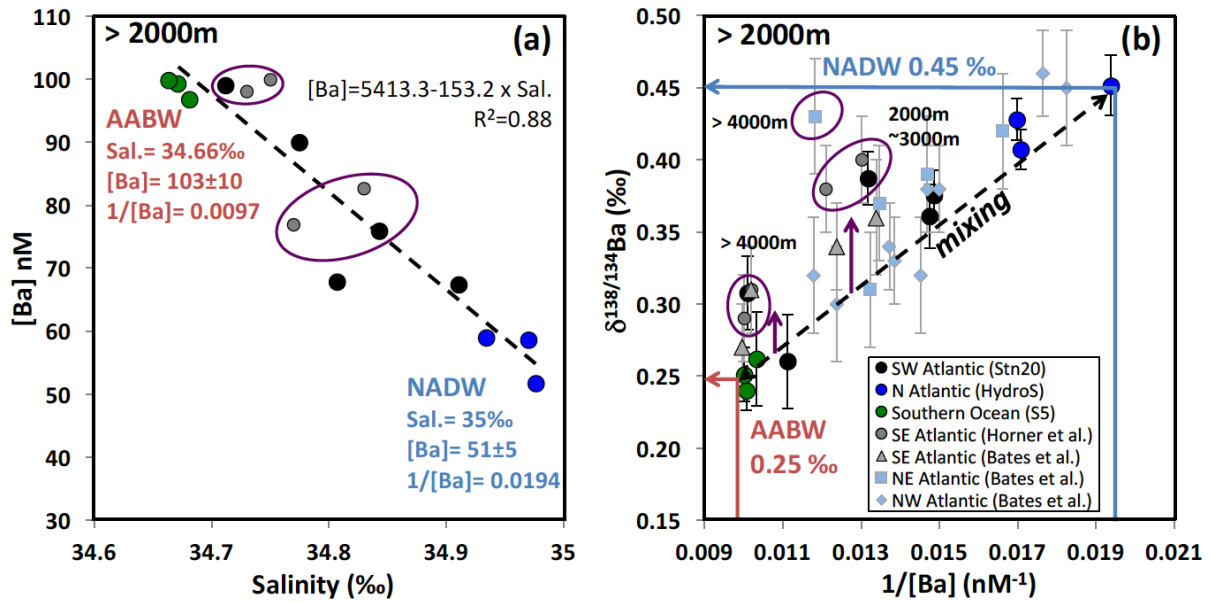 > 2000m
(a)
[Ba]=5413.3-153.2 x Sal.
R²=0.88
AABW
Sal.= 34.66‰
[Ba]= 103±10
1/[Ba]= 0.0097
NADW
Sal.= 35‰
[Ba]= 51±5
1/[Ba]= 0.0194
110
100
90
80
70
60
50
40
30
[Ba] nM
34.6
34.7
34.8
34.9
35
Salinity (‰)
> 2000m
(b)
NADW 0.45 ‰
> 4000m
2000m
~3000m
> 4000m
mixing
AABW
0.25 ‰
SW Atlantic (Stn20)
N Atlantic (HydroS)
Southern Ocean (S5)
SE Atlantic (Horner et al.)
SE Atlantic (Bates et al.)
NE Atlantic (Bates et al.)
NW Atlantic (Bates et al.)
0.50
0.45
0.40
0.35
0.30
0.25
0.20
0.15
δ¹³⁸/¹³⁴Ba (‰)
0.009
0.011
0.013
0.015
0.017
0.019
0.021
1/[Ba] (nM⁻¹)